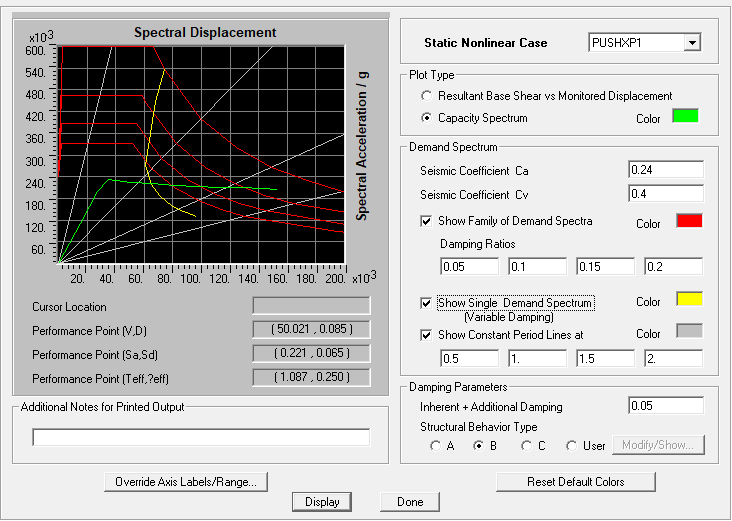 Spectral Displacement
x10³
600.
540.
480.
420.
360.
300.
240.
180.
120.
60.
20. 40. 60. 80. 100. 120. 140. 160. 180. 200. x10⁻³
Spectral Acceleration / g
Cursor Location
Performance Point (V,D) ( 50.021 , 0.085 )
Performance Point (Sa,Sd) ( 0.221 , 0.065 )
Performance Point (Teff,?eff) ( 1.087 , 0.250 )
Additional Notes for Printed Output
Override Axis Labels/Range...
Static Nonlinear Case PUSHXP1
Plot Type
Resultant Base Shear vs Monitored Displacement
Capacity Spectrum Color
Demand Spectrum
Seismic Coefficient Ca 0.24
Seismic Coefficient Cv 0.4
Show Family of Demand Spectra Color
Damping Ratios
0.05 0.1 0.15 0.2
Show Single Demand Spectrum Color
(Variable Damping)
Show Constant Period Lines at Color
0.5 1. 1.5 2.
Damping Parameters
Inherent + Additional Damping 0.05
Structural Behavior Type
A B C User Modify/Show...
Reset Default Colors
Display Done